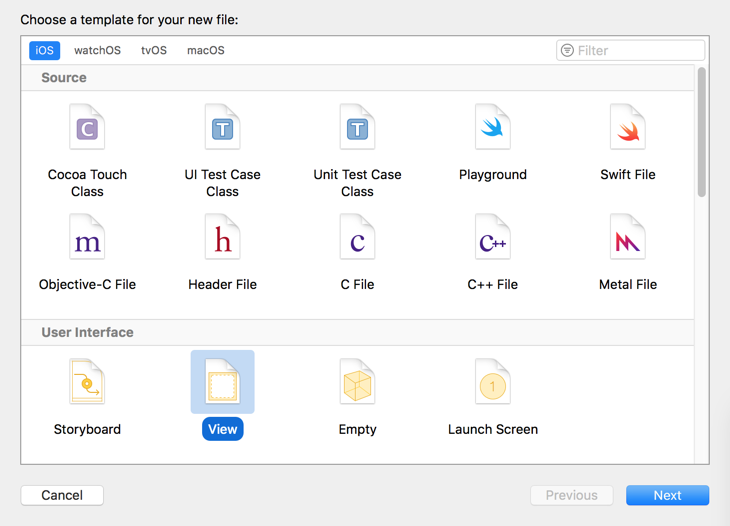 Choose a template for your new file:
iOS watchOS tvOS macOS Filter
Source
C T T
Cocoa Touch Class
UI Test Case Class
Unit Test Case Class
Playground
Swift File
m h c C++
Objective-C File
Header File
C File
C++ File
Metal File
User Interface
1
Storyboard
View
Empty
Launch Screen
Cancel Previous Next